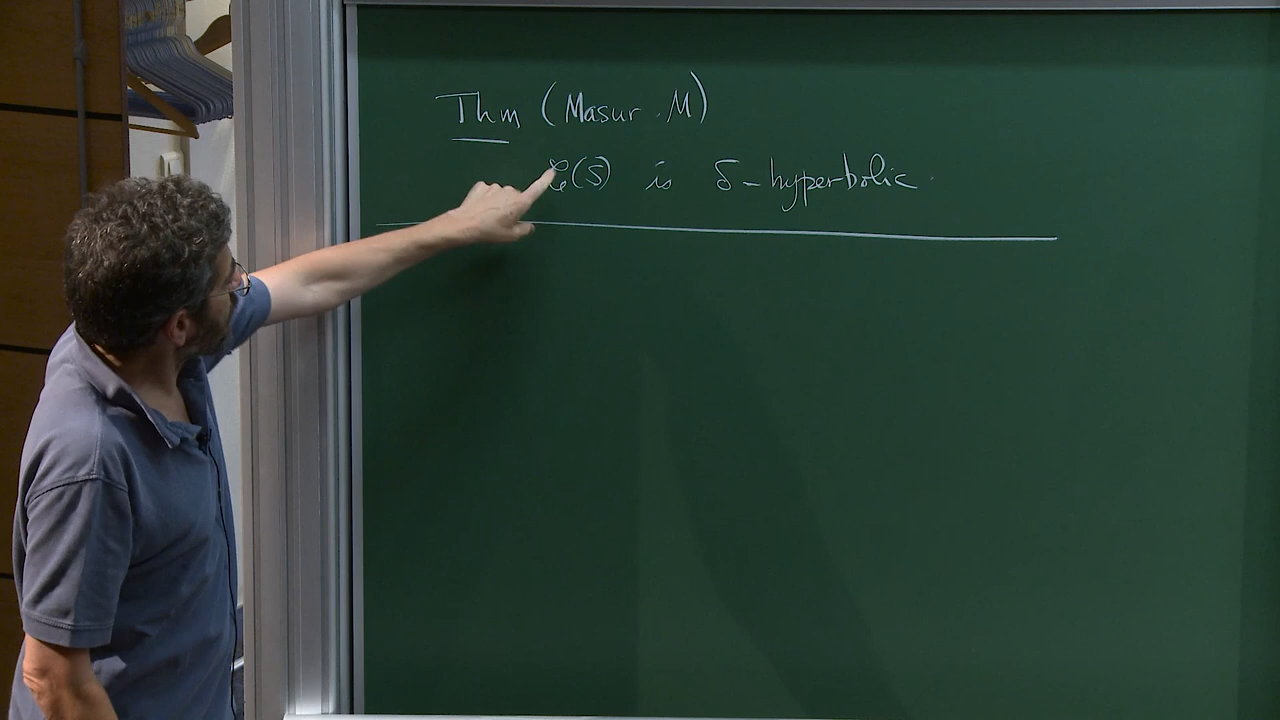 Thm (Masur . M)
𝒞(S) is δ-hyperbolic.